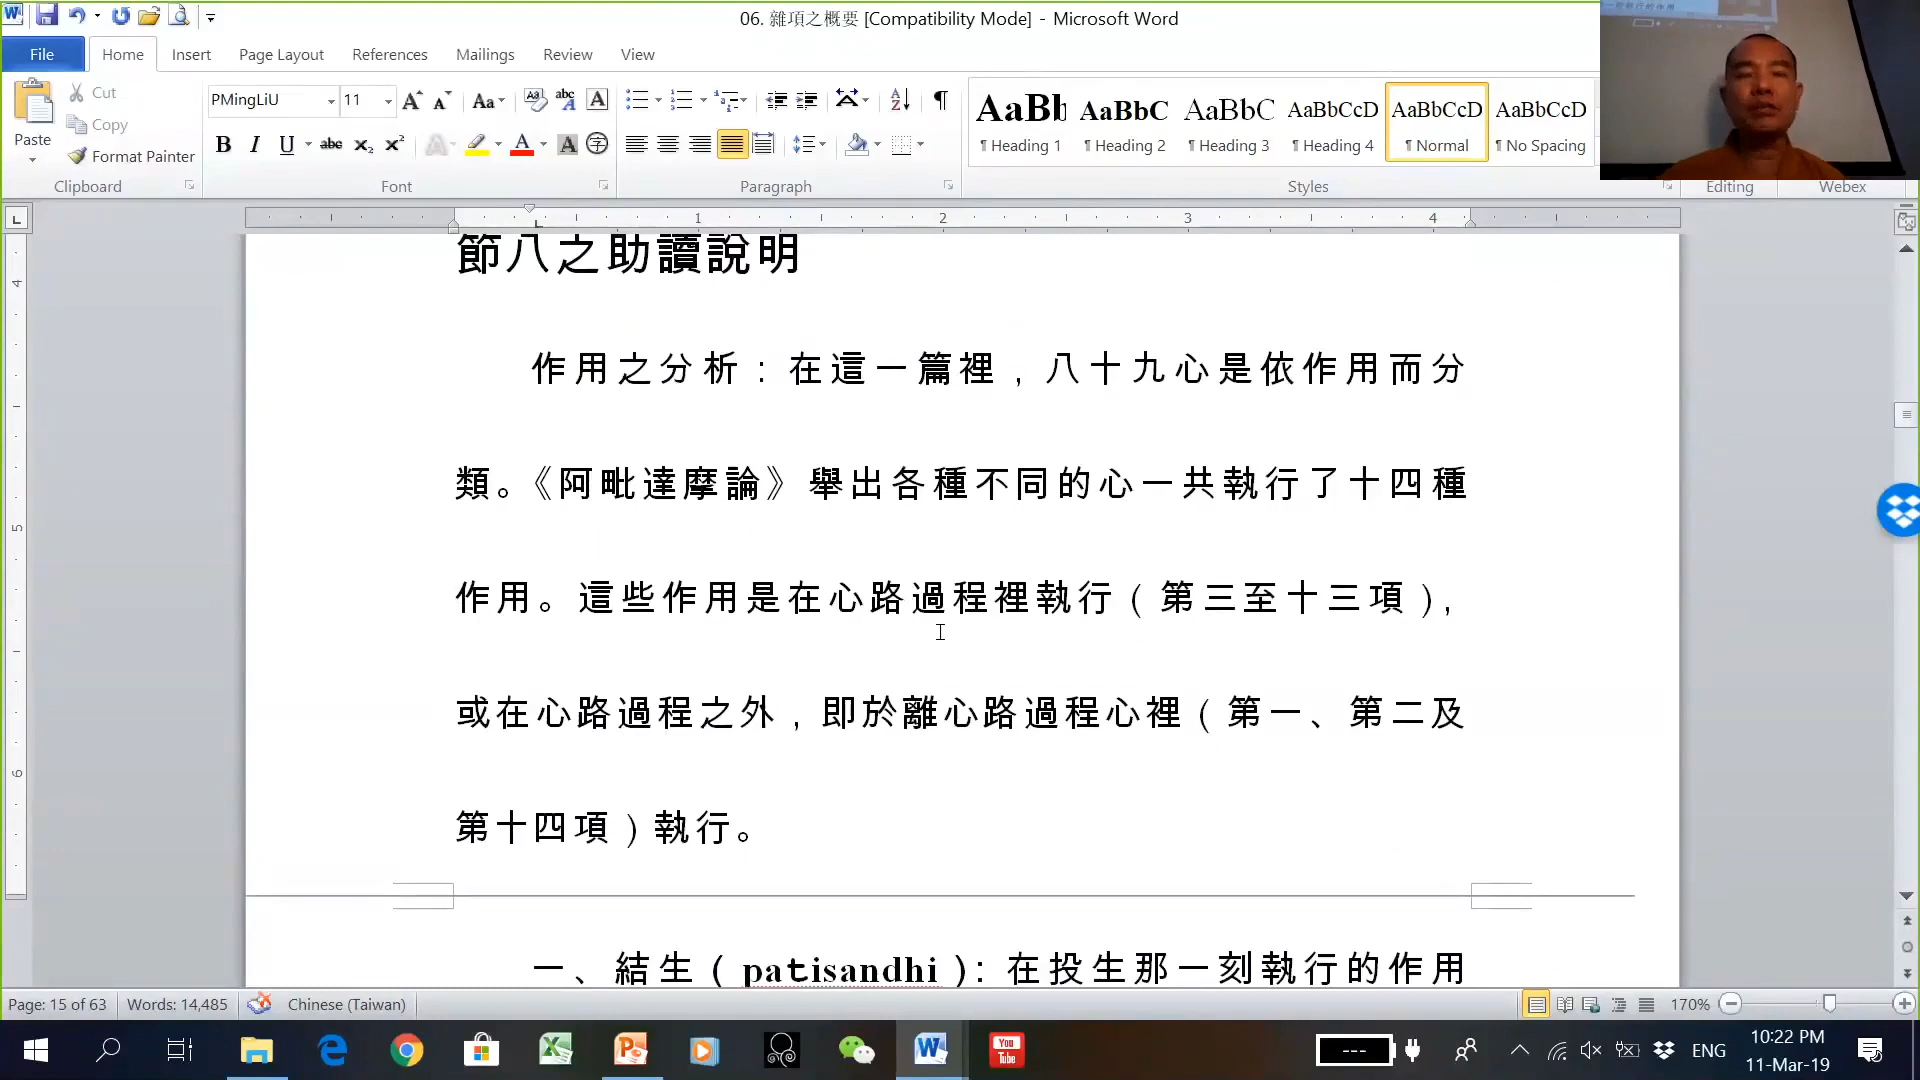 06. 雜項之概要 [Compatibility Mode] - Microsoft Word
File Home Insert Page Layout References Mailings Review View
Paste
Cut
Copy
Format Painter
Clipboard
PMingLiU 11
Font
Paragraph
AaBb AaBbC AaBbC AaBbCcD AaBbCcD AaBbCcD
¶ Heading 1 ¶ Heading 2 ¶ Heading 3 ¶ Heading 4 ¶ Normal ¶ No Spacing
Styles
Editing
Webex
節八之助讀說明
作用之分析：在這一篇裡，八十九心是依作用而分
類。《阿毗達摩論》舉出各種不同的心一共執行了十四種
作用。這些作用是在心路過程裡執行（第三至十三項），
或在心路過程之外，即於離心路過程心裡（第一、第二及
第十四項）執行。
一、結生（patisandhi）：在投生那一刻執行的作用
Page: 15 of 63 Words: 14,485 Chinese (Taiwan) 170%
You Tube
ENG
10:22 PM
11-Mar-19